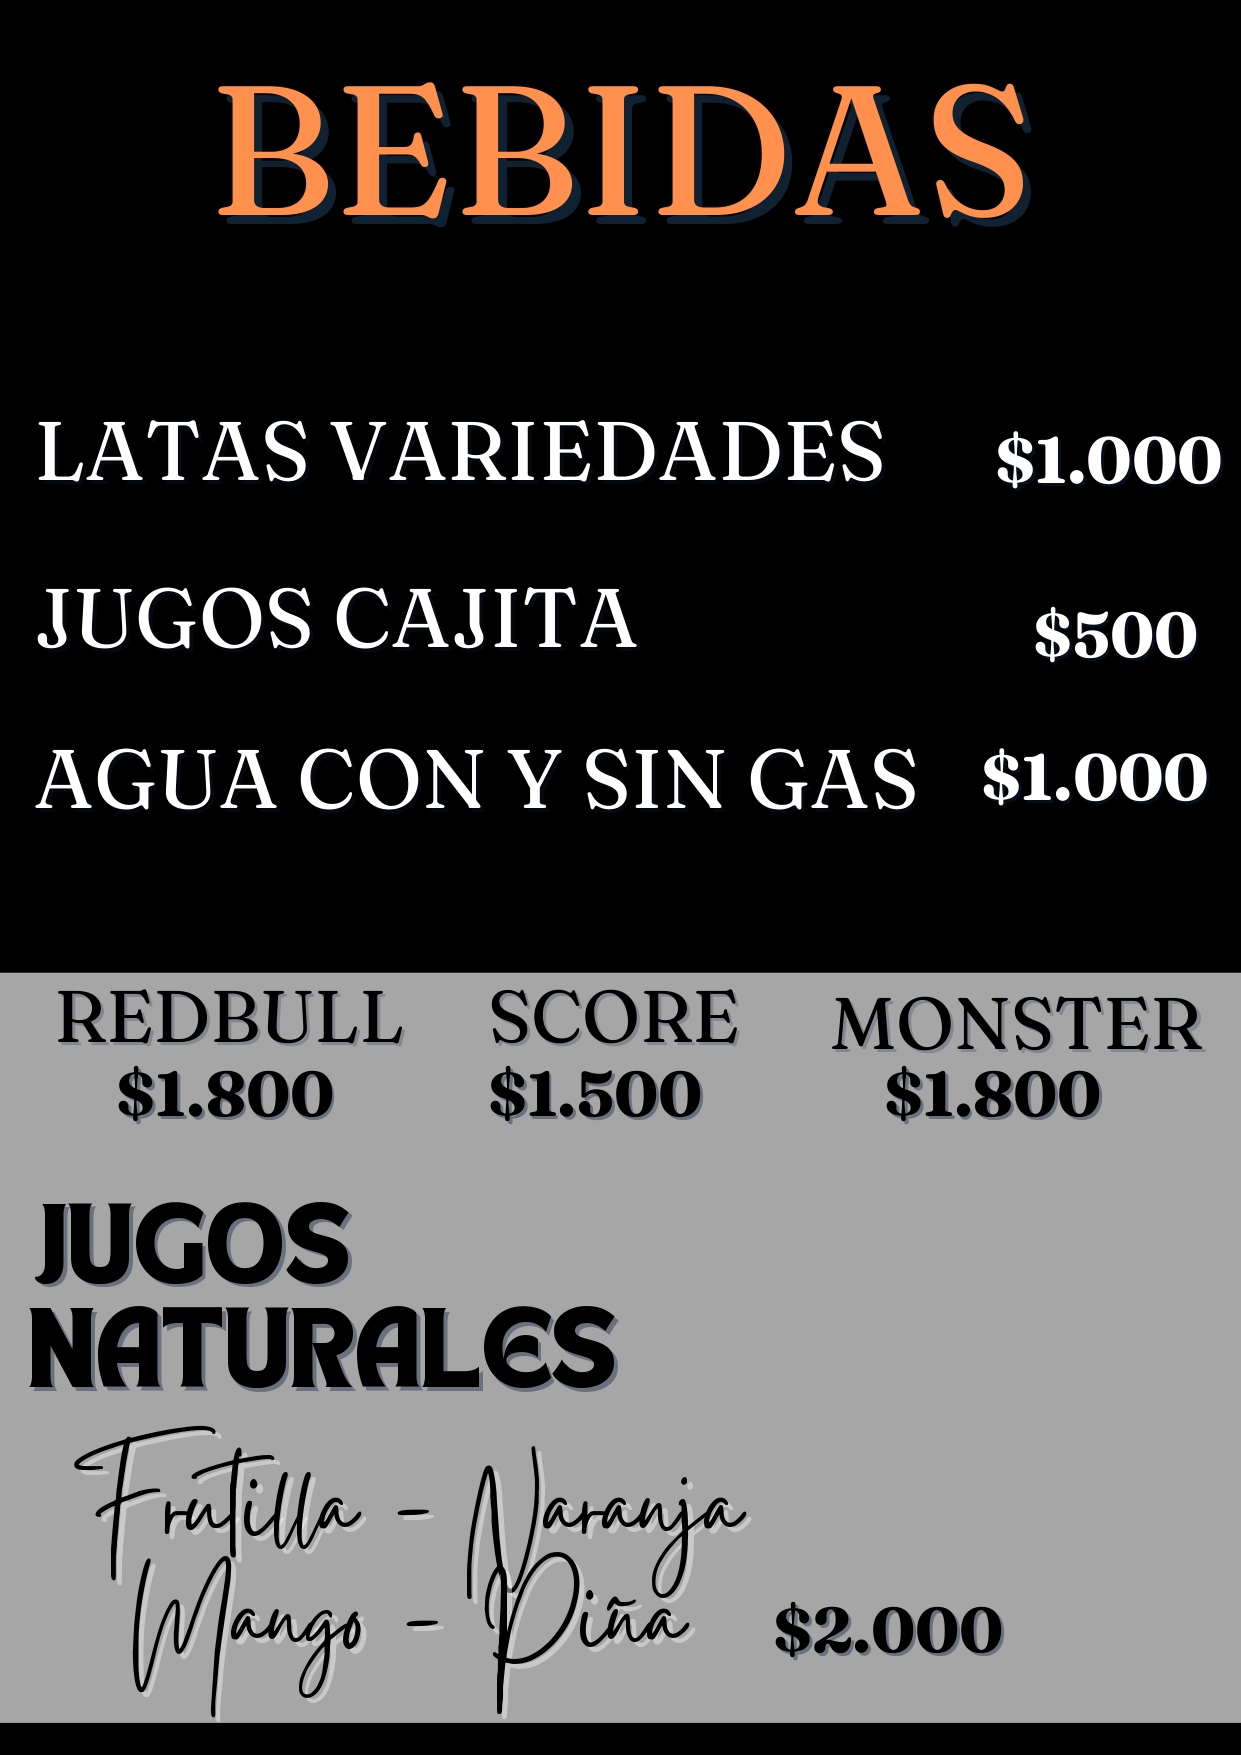 BEBIDAS
LATAS VARIEDADES $1.000
JUGOS CAJITA $500
AGUA CON Y SIN GAS $1.000
REDBULL SCORE MONSTER
$1.800 $1.500 $1.800
JUGOS
NATURALES
Frutilla - Naranja
Mango - Piña $2.000